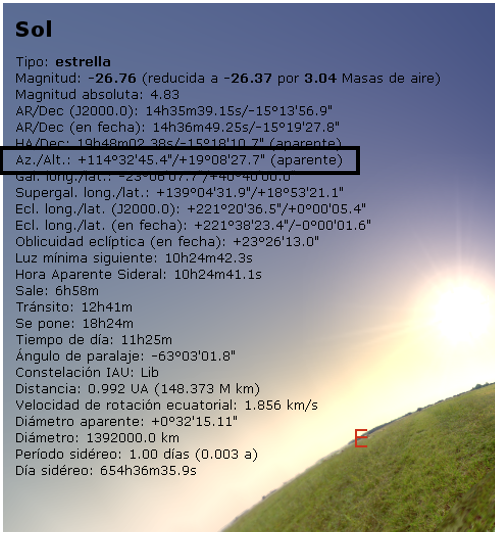 Sol
Tipo: estrella
Magnitud: -26.76 (reducida a -26.37 por 3.04 Masas de aire)
Magnitud absoluta: 4.83
AR/Dec (J2000.0): 14h35m39.15s/-15°13'56.9"
AR/Dec (en fecha): 14h36m49.25s/-15°19'27.8"
HA/Dec: 19h48m02.38s/-15°18'10.7" (aparente)
Az./Alt.: +114°32'45.4"/+19°08'27.7" (aparente)
Gal. long./lat.: -23°06'07.7"/+40°40'00.0"
Supergal. long./lat.: +139°04'31.9"/+18°53'21.1"
Ecl. long./lat. (J2000.0): +221°20'36.5"/+0°00'05.4"
Ecl. long./lat. (en fecha): +221°38'23.4"/-0°00'01.6"
Oblicuidad eclíptica (en fecha): +23°26'13.0"
Luz mínima siguiente: 10h24m42.3s
Hora Aparente Sideral: 10h24m41.1s
Sale: 6h58m
Tránsito: 12h41m
Se pone: 18h24m
Tiempo de día: 11h25m
Ángulo de paralaje: -63°03'01.8"
Constelación IAU: Lib
Distancia: 0.992 UA (148.373 M km)
Velocidad de rotación ecuatorial: 1.856 km/s
Diámetro aparente: +0°32'15.11"
Diámetro: 1392000.0 km
Período sidéreo: 1.00 días (0.003 a)
Día sidéreo: 654h36m35.9s
E